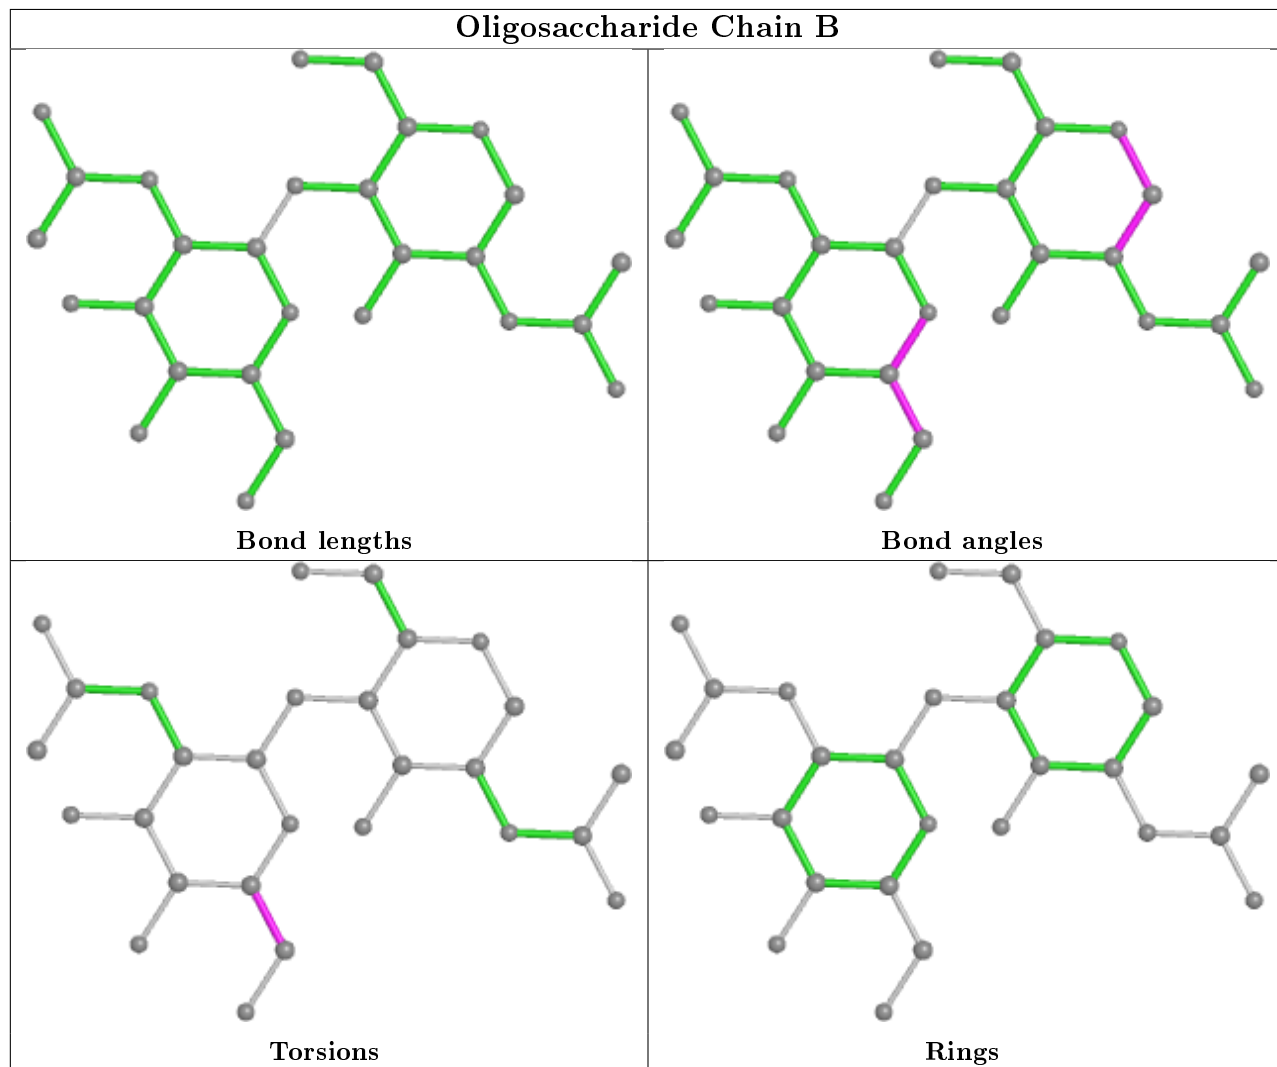 Oligosaccharide Chain B
Bond lengths
Bond angles
Torsions
Rings